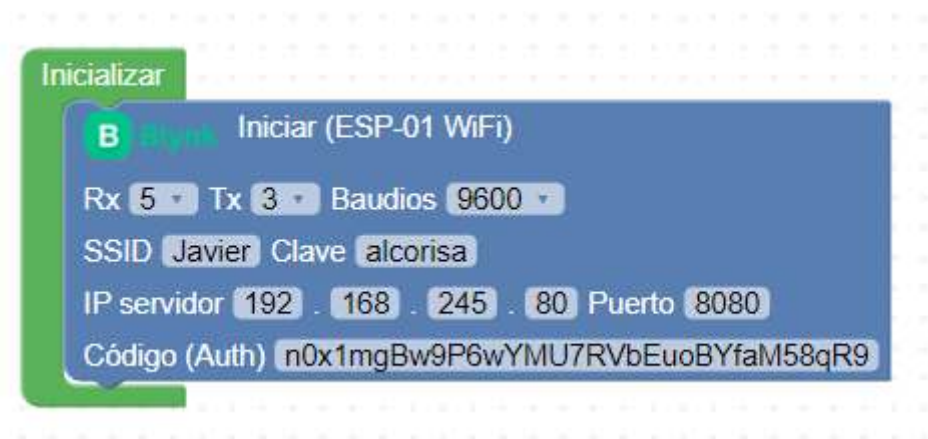 Inicializar
B Blynk Iniciar (ESP-01 WiFi)
Rx 5 Tx 3 Baudios 9600
SSID Javier Clave alcorisa
IP servidor 192 . 168 . 245 . 80 Puerto 8080
Código (Auth) n0x1mgBw9P6wYMU7RVbEuoBYfaM58qR9